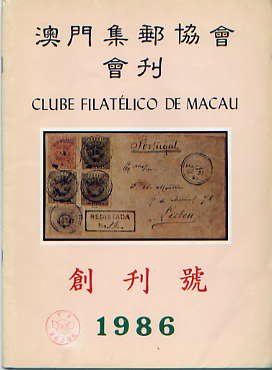 澳門集郵協會
會刊
CLUBE FILATÉLICO DE MACAU
Portugal
REGISTADA
Lisboa
創刊號
1986